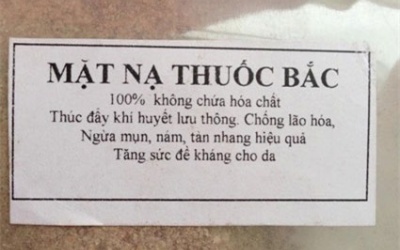 MẶT NẠ THUỐC BẮC
100% không chứa hóa chất
Thúc đẩy khí huyết lưu thông. Chống lão hóa,
Ngừa mụn, nám, tàn nhang hiệu quả
Tăng sức đề kháng cho da